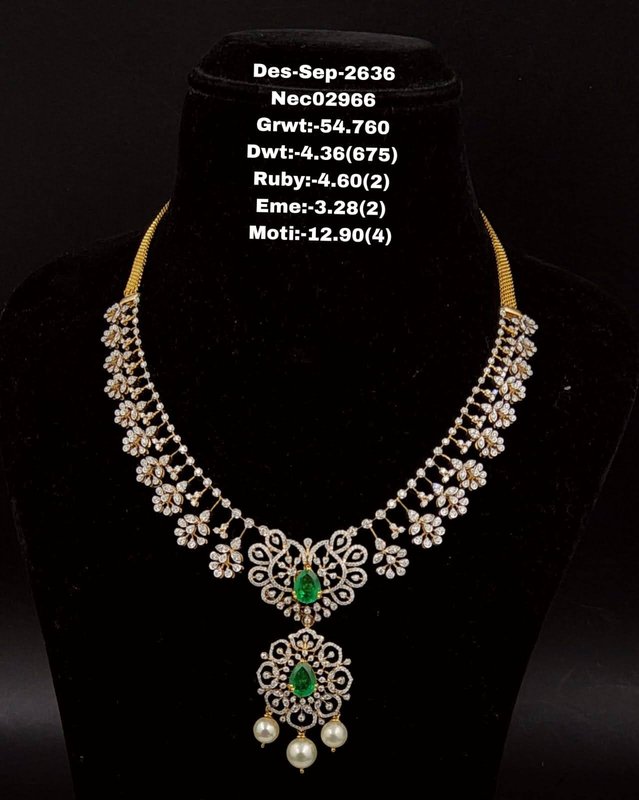 Des-Sep-2636
Nec02966
Grwt:-54.760
Dwt:-4.36(675)
Ruby:-4.60(2)
Eme:-3.28(2)
Moti:-12.90(4)